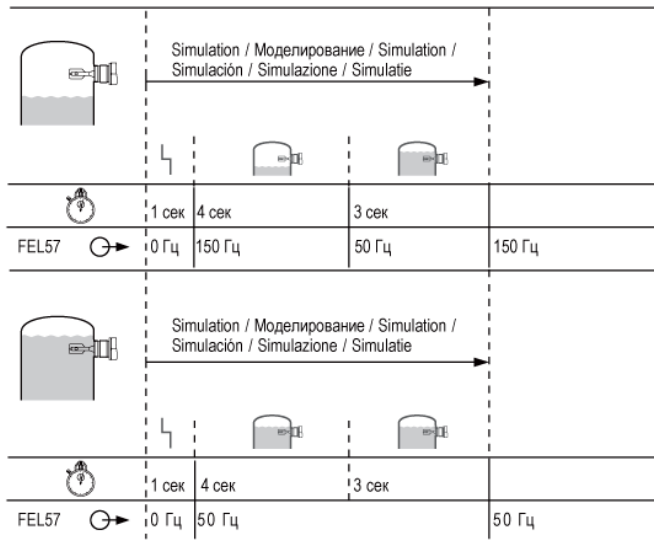 Simulation / Моделирование / Simulation /
Simulación / Simulazione / Simulatie
1 сек 4 сек 3 сек
FEL57 0 Гц 150 Гц 50 Гц 150 Гц
Simulation / Моделирование / Simulation /
Simulación / Simulazione / Simulatie
1 сек 4 сек 3 сек
FEL57 0 Гц 50 Гц 50 Гц